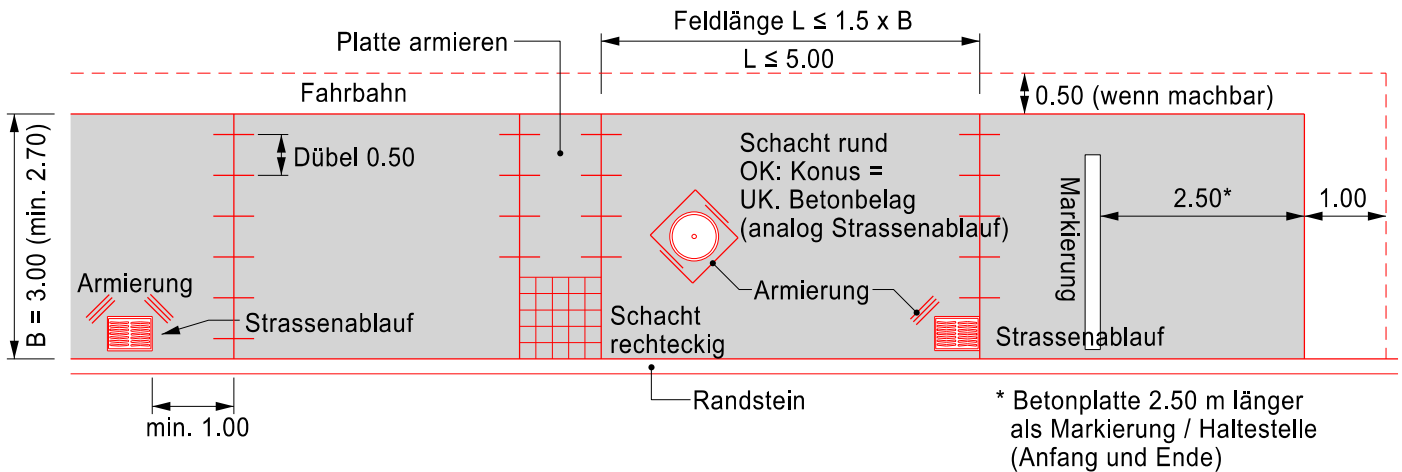 Feldlänge L ≤ 1.5 x B
Platte armieren
L ≤ 5.00
Fahrbahn
0.50 (wenn machbar)
B = 3.00 (min. 2.70)
Dübel 0.50
Schacht rund
OK: Konus =
UK. Betonbelag
(analog Strassenablauf)
Markierung
2.50*
1.00
Armierung
Strassenablauf
Armierung
Schacht
rechteckig
Strassenablauf
min. 1.00
Randstein
* Betonplatte 2.50 m länger
als Markierung / Haltestelle
(Anfang und Ende)